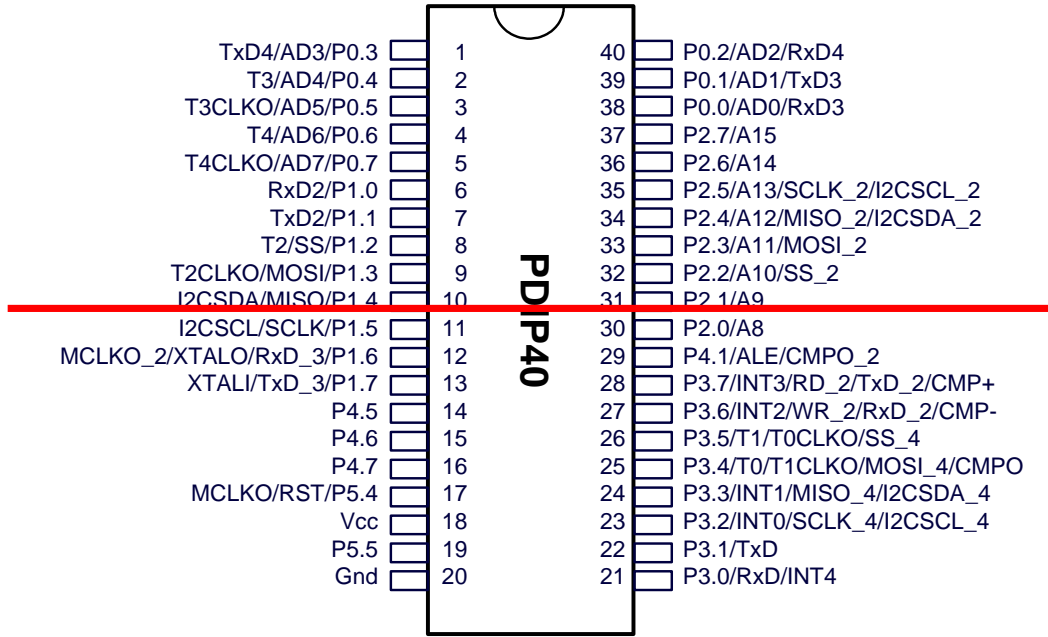 TxD4/AD3/P0.3 1 40 P0.2/AD2/RxD4
T3/AD4/P0.4 2 39 P0.1/AD1/TxD3
T3CLKO/AD5/P0.5 3 38 P0.0/AD0/RxD3
T4/AD6/P0.6 4 37 P2.7/A15
T4CLKO/AD7/P0.7 5 36 P2.6/A14
RxD2/P1.0 6 35 P2.5/A13/SCLK_2/I2CSCL_2
TxD2/P1.1 7 34 P2.4/A12/MISO_2/I2CSDA_2
T2/SS/P1.2 8 33 P2.3/A11/MOSI_2
T2CLKO/MOSI/P1.3 9 32 P2.2/A10/SS_2
I2CSDA/MISO/P1.4 10 31 P2.1/A9
PDIP40
I2CSCL/SCLK/P1.5 11 30 P2.0/A8
MCLKO_2/XTALO/RxD_3/P1.6 12 29 P4.1/ALE/CMPO_2
XTALI/TxD_3/P1.7 13 28 P3.7/INT3/RD_2/TxD_2/CMP+
P4.5 14 27 P3.6/INT2/WR_2/RxD_2/CMP-
P4.6 15 26 P3.5/T1/T0CLKO/SS_4
P4.7 16 25 P3.4/T0/T1CLKO/MOSI_4/CMPO
MCLKO/RST/P5.4 17 24 P3.3/INT1/MISO_4/I2CSDA_4
Vcc 18 23 P3.2/INT0/SCLK_4/I2CSCL_4
P5.5 19 22 P3.1/TxD
Gnd 20 21 P3.0/RxD/INT4